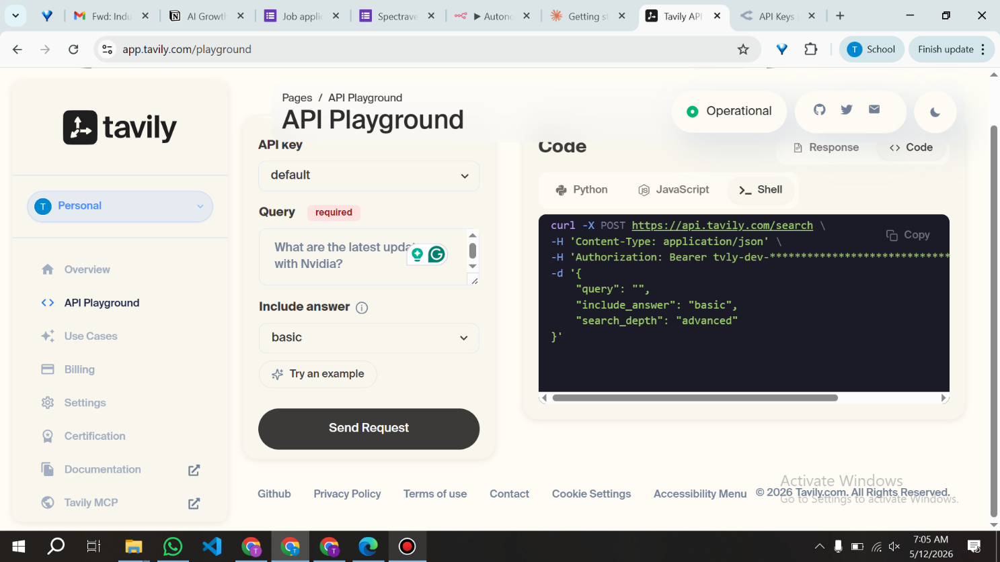 Fwd: Indu
AI Growth
Job applic
Spectrave
▶ Autono
Getting st
Tavily API
API Keys
app.tavily.com/playground
T School
Finish update
tavily
T Personal
Overview
API Playground
Use Cases
Billing
Settings
Certification
Documentation
Tavily MCP
Pages / API Playground
API Playground
Operational
API key
default
Query required
What are the latest upda
with Nvidia?
Include answer
basic
Try an example
Send Request
Code
Response
<> Code
Python
JavaScript
Shell
Copy
curl -X POST https://api.tavily.com/search \
-H 'Content-Type: application/json' \
-H 'Authorization: Bearer tvly-dev-*****************************
-d '{
"query": "",
"include_answer": "basic",
"search_depth": "advanced"
}'
Github
Privacy Policy
Terms of use
Contact
Cookie Settings
Accessibility Menu
© 2026 Tavily.com. All Rights Reserved.
Activate Windows
Go to Settings to activate Windows.
7:05 AM
5/12/2026